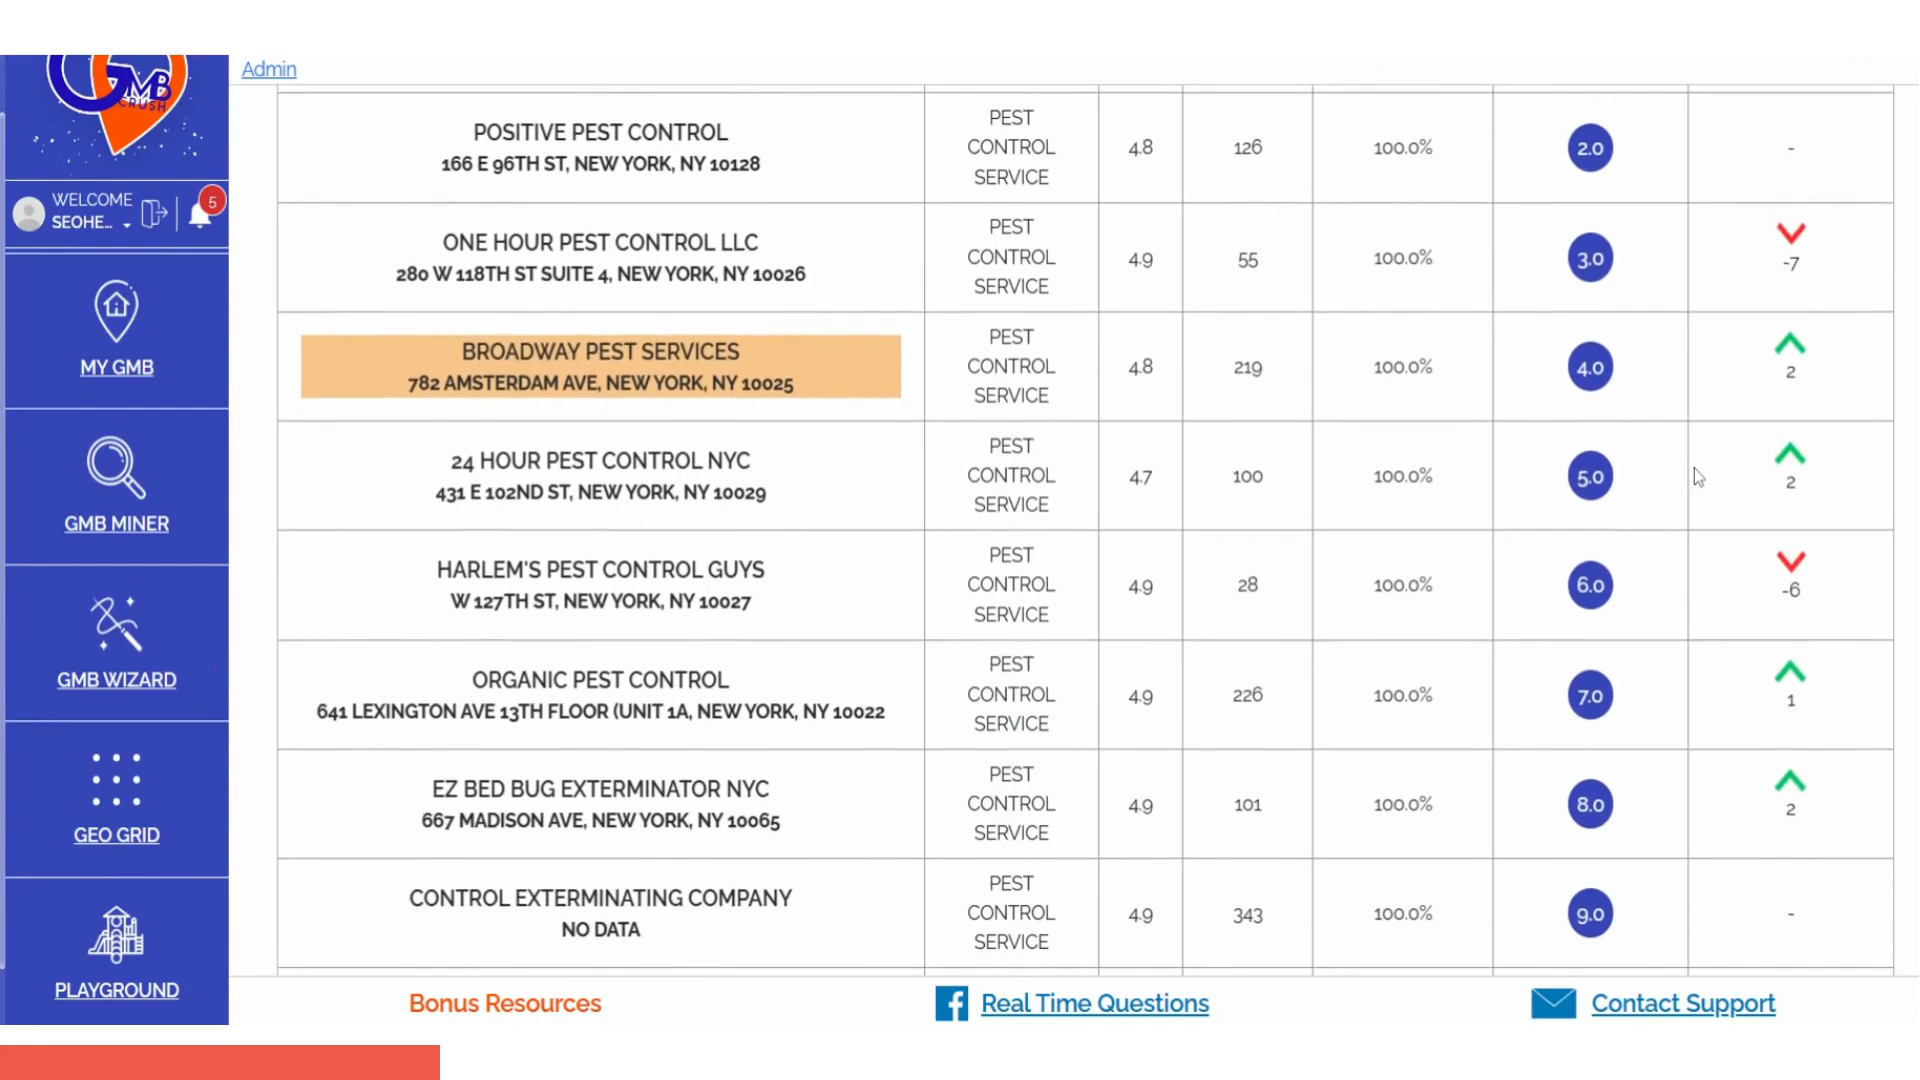 GMB
CRUSH
Admin
WELCOME
SEOHE...
5
MY GMB
GMB MINER
GMB WIZARD
GEO GRID
PLAYGROUND
POSITIVE PEST CONTROL
166 E 96TH ST, NEW YORK, NY 10128
PEST
CONTROL
SERVICE
4.8
126
100.0%
2.0
-
ONE HOUR PEST CONTROL LLC
280 W 118TH ST SUITE 4, NEW YORK, NY 10026
PEST
CONTROL
SERVICE
4.9
55
100.0%
3.0
-7
BROADWAY PEST SERVICES
782 AMSTERDAM AVE, NEW YORK, NY 10025
PEST
CONTROL
SERVICE
4.8
219
100.0%
4.0
2
24 HOUR PEST CONTROL NYC
431 E 102ND ST, NEW YORK, NY 10029
PEST
CONTROL
SERVICE
4.7
100
100.0%
5.0
2
HARLEM'S PEST CONTROL GUYS
W 127TH ST, NEW YORK, NY 10027
PEST
CONTROL
SERVICE
4.9
28
100.0%
6.0
-6
ORGANIC PEST CONTROL
641 LEXINGTON AVE 13TH FLOOR (UNIT 1A, NEW YORK, NY 10022
PEST
CONTROL
SERVICE
4.9
226
100.0%
7.0
1
EZ BED BUG EXTERMINATOR NYC
667 MADISON AVE, NEW YORK, NY 10065
PEST
CONTROL
SERVICE
4.9
101
100.0%
8.0
2
CONTROL EXTERMINATING COMPANY
NO DATA
PEST
CONTROL
SERVICE
4.9
343
100.0%
9.0
-
Bonus Resources
Real Time Questions
Contact Support